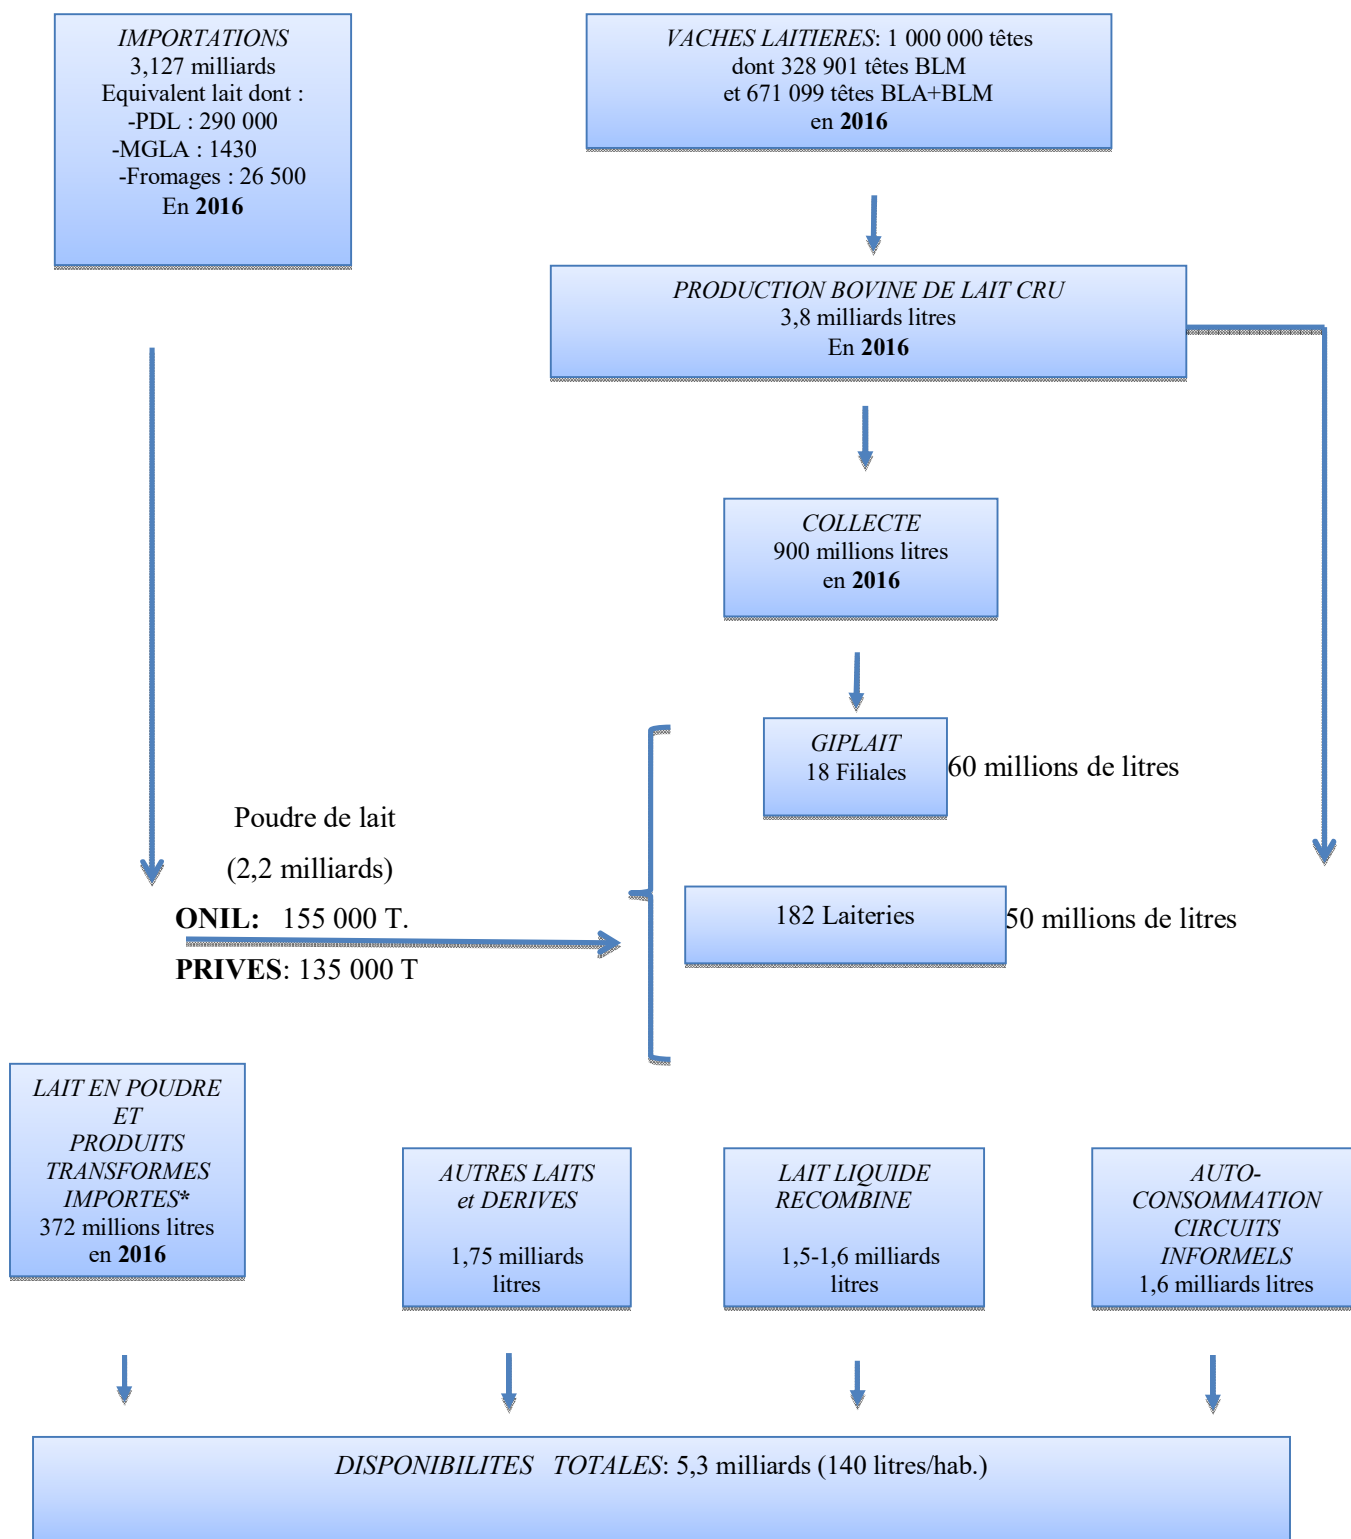 IMPORTATIONS
3,127 milliards
Equivalent lait dont :
-PDL : 290 000
-MGLA : 1430
-Fromages : 26 500
En 2016
VACHES LAITIERES: 1 000 000 têtes
dont 328 901 têtes BLM
et 671 099 têtes BLA+BLM
en 2016
PRODUCTION BOVINE DE LAIT CRU
3,8 milliards litres
En 2016
COLLECTE
900 millions litres
en 2016
GIPLAIT
18 Filiales
60 millions de litres
Poudre de lait
(2,2 milliards)
ONIL: 155 000 T.
PRIVES: 135 000 T
182 Laiteries
50 millions de litres
LAIT EN POUDRE
ET
PRODUITS
TRANSFORMES
IMPORTES*
372 millions litres
en 2016
AUTRES LAITS
et DERIVES
1,75 milliards
litres
LAIT LIQUIDE
RECOMBINE
1,5-1,6 milliards
litres
AUTO-
CONSOMMATION
CIRCUITS
INFORMELS
1,6 milliards litres
DISPONIBILITES TOTALES: 5,3 milliards (140 litres/hab.)